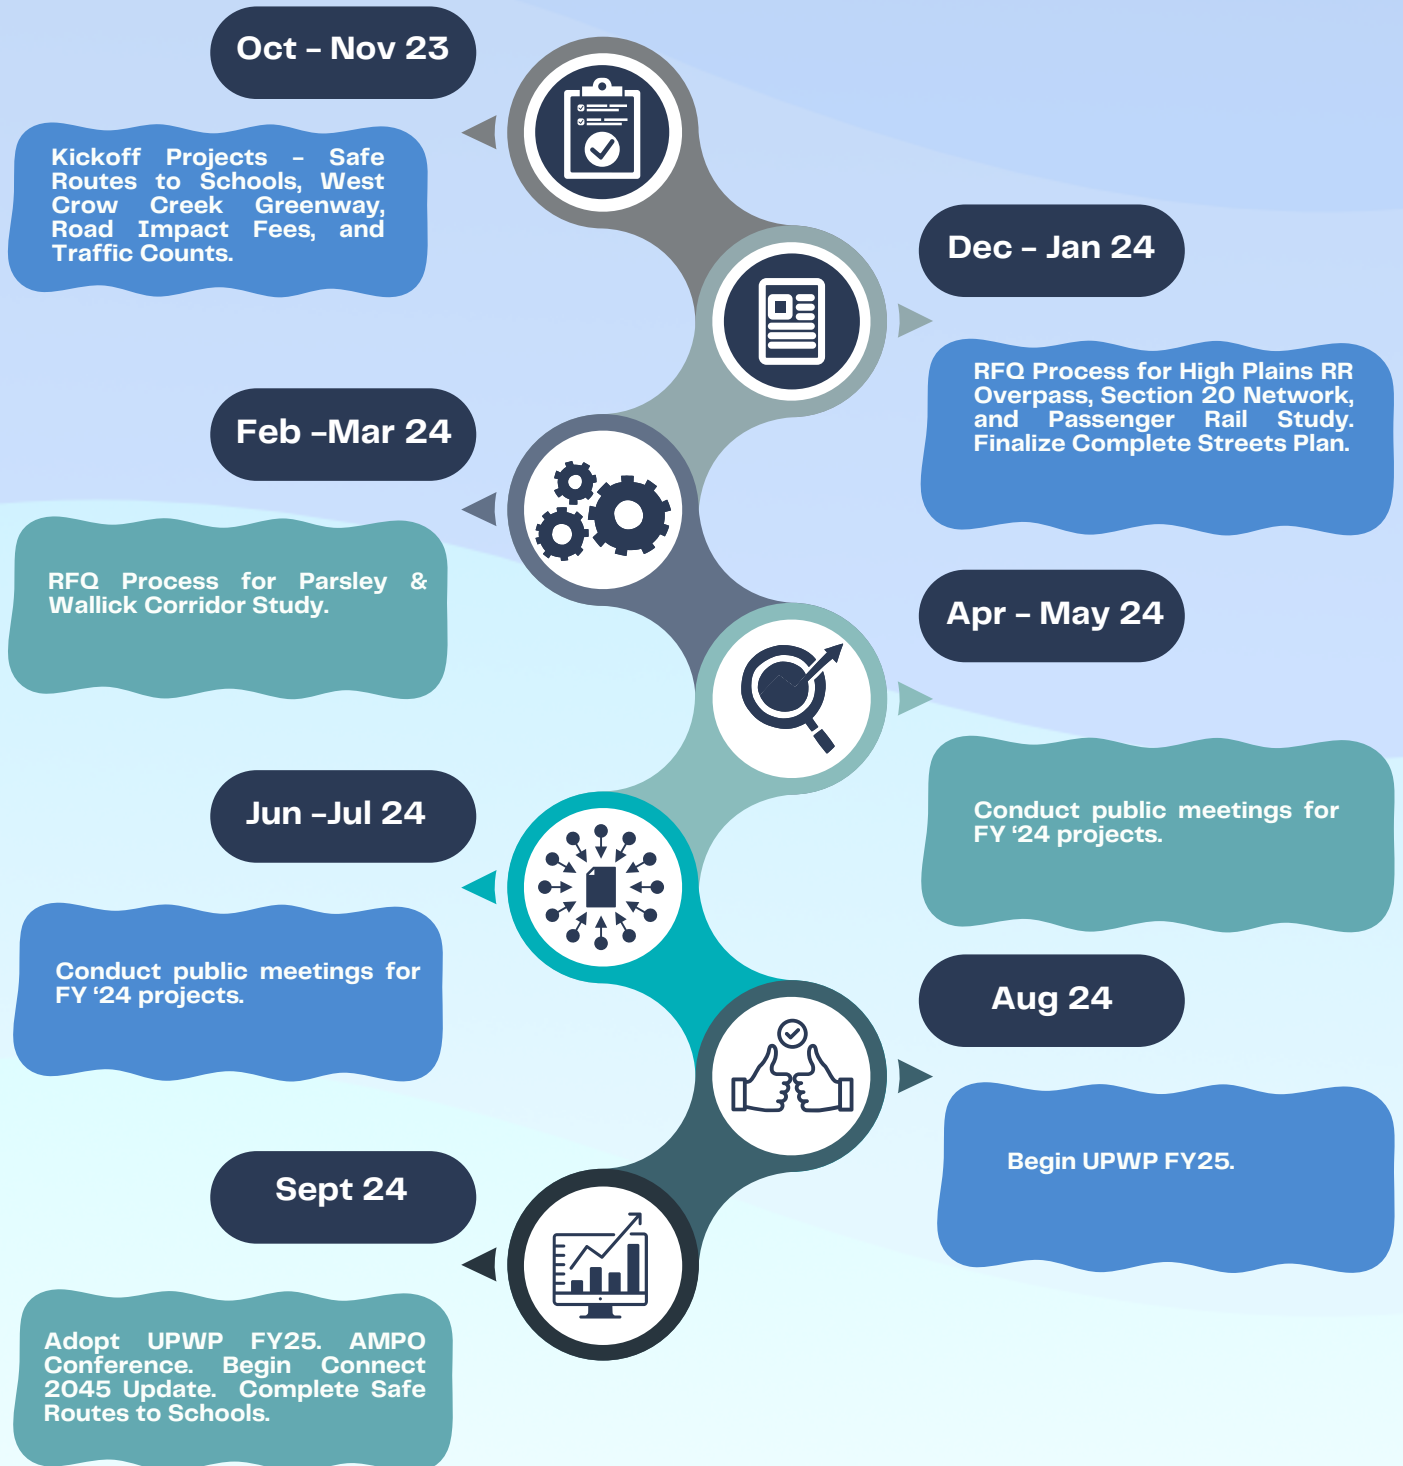 Oct – Nov 23
Kickoff Projects – Safe
Routes to Schools, West
Crow Creek Greenway,
Road Impact Fees, and
Traffic Counts.
Dec – Jan 24
RFQ Process for High Plains RR
Overpass, Section 20 Network,
and Passenger Rail Study.
Finalize Complete Streets Plan.
Feb –Mar 24
RFQ Process for Parsley &
Wallick Corridor Study.
Apr – May 24
Conduct public meetings for
FY ‘24 projects.
Jun –Jul 24
Conduct public meetings for
FY ‘24 projects.
Aug 24
Begin UPWP FY25.
Sept 24
Adopt UPWP FY25. AMPO
Conference. Begin Connect
2045 Update. Complete Safe
Routes to Schools.